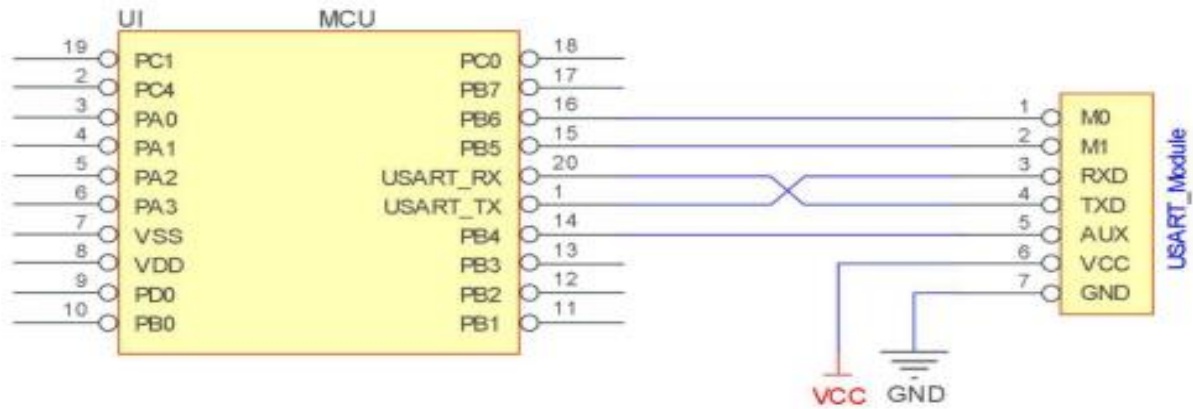 UI MCU
19 PC1 PC0 18
2 PC4 PB7 17
3 PA0 PB6 16 1 M0
4 PA1 PB5 15 2 M1
5 PA2 USART_RX 20 3 RXD
6 PA3 USART_TX 1 4 TXD
7 VSS PB4 14 5 AUX
8 VDD PB3 13 6 VCC
9 PD0 PB2 12 7 GND
10 PB0 PB1 11
USART_Module
VCC GND